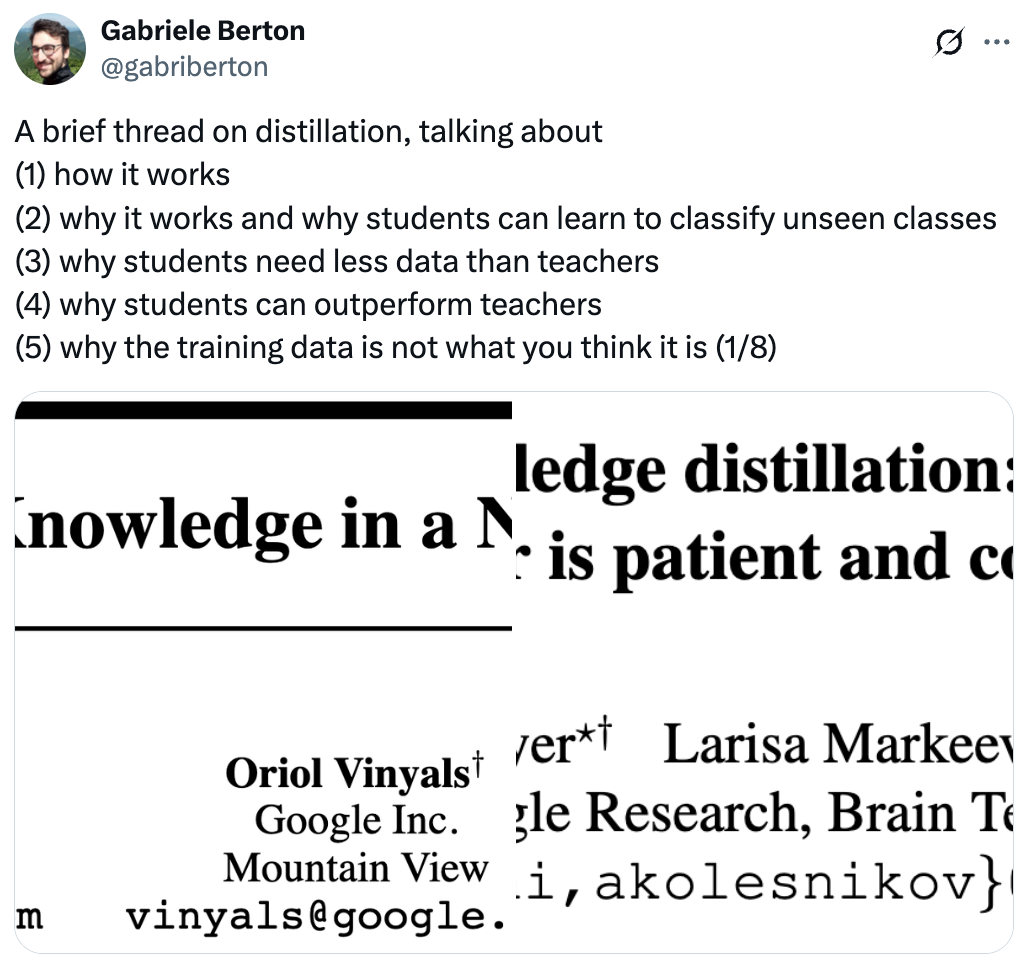 Gabriele Berton
@gabriberton
A brief thread on distillation, talking about
(1) how it works
(2) why it works and why students can learn to classify unseen classes
(3) why students need less data than teachers
(4) why students can outperform teachers
(5) why the training data is not what you think it is (1/8)
nowledge in a N
Oriol Vinyals†
Google Inc.
Mountain View
m vinyals@google.
ledge distillation:
r is patient and co
yer*† Larisa Markeev
gle Research, Brain Te
i,akolesnikov}